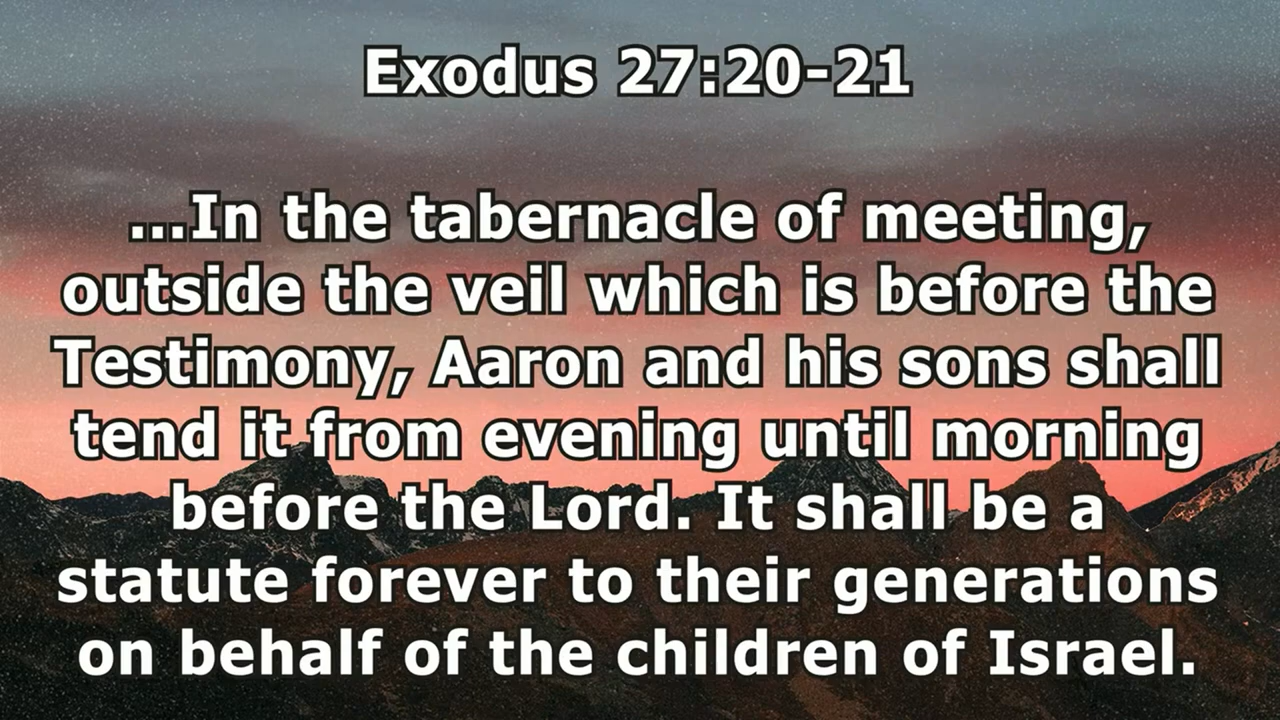 Exodus 27:20-21
...In the tabernacle of meeting,
outside the veil which is before the
Testimony, Aaron and his sons shall
tend it from evening until morning
before the Lord. It shall be a
statute forever to their generations
on behalf of the children of Israel.